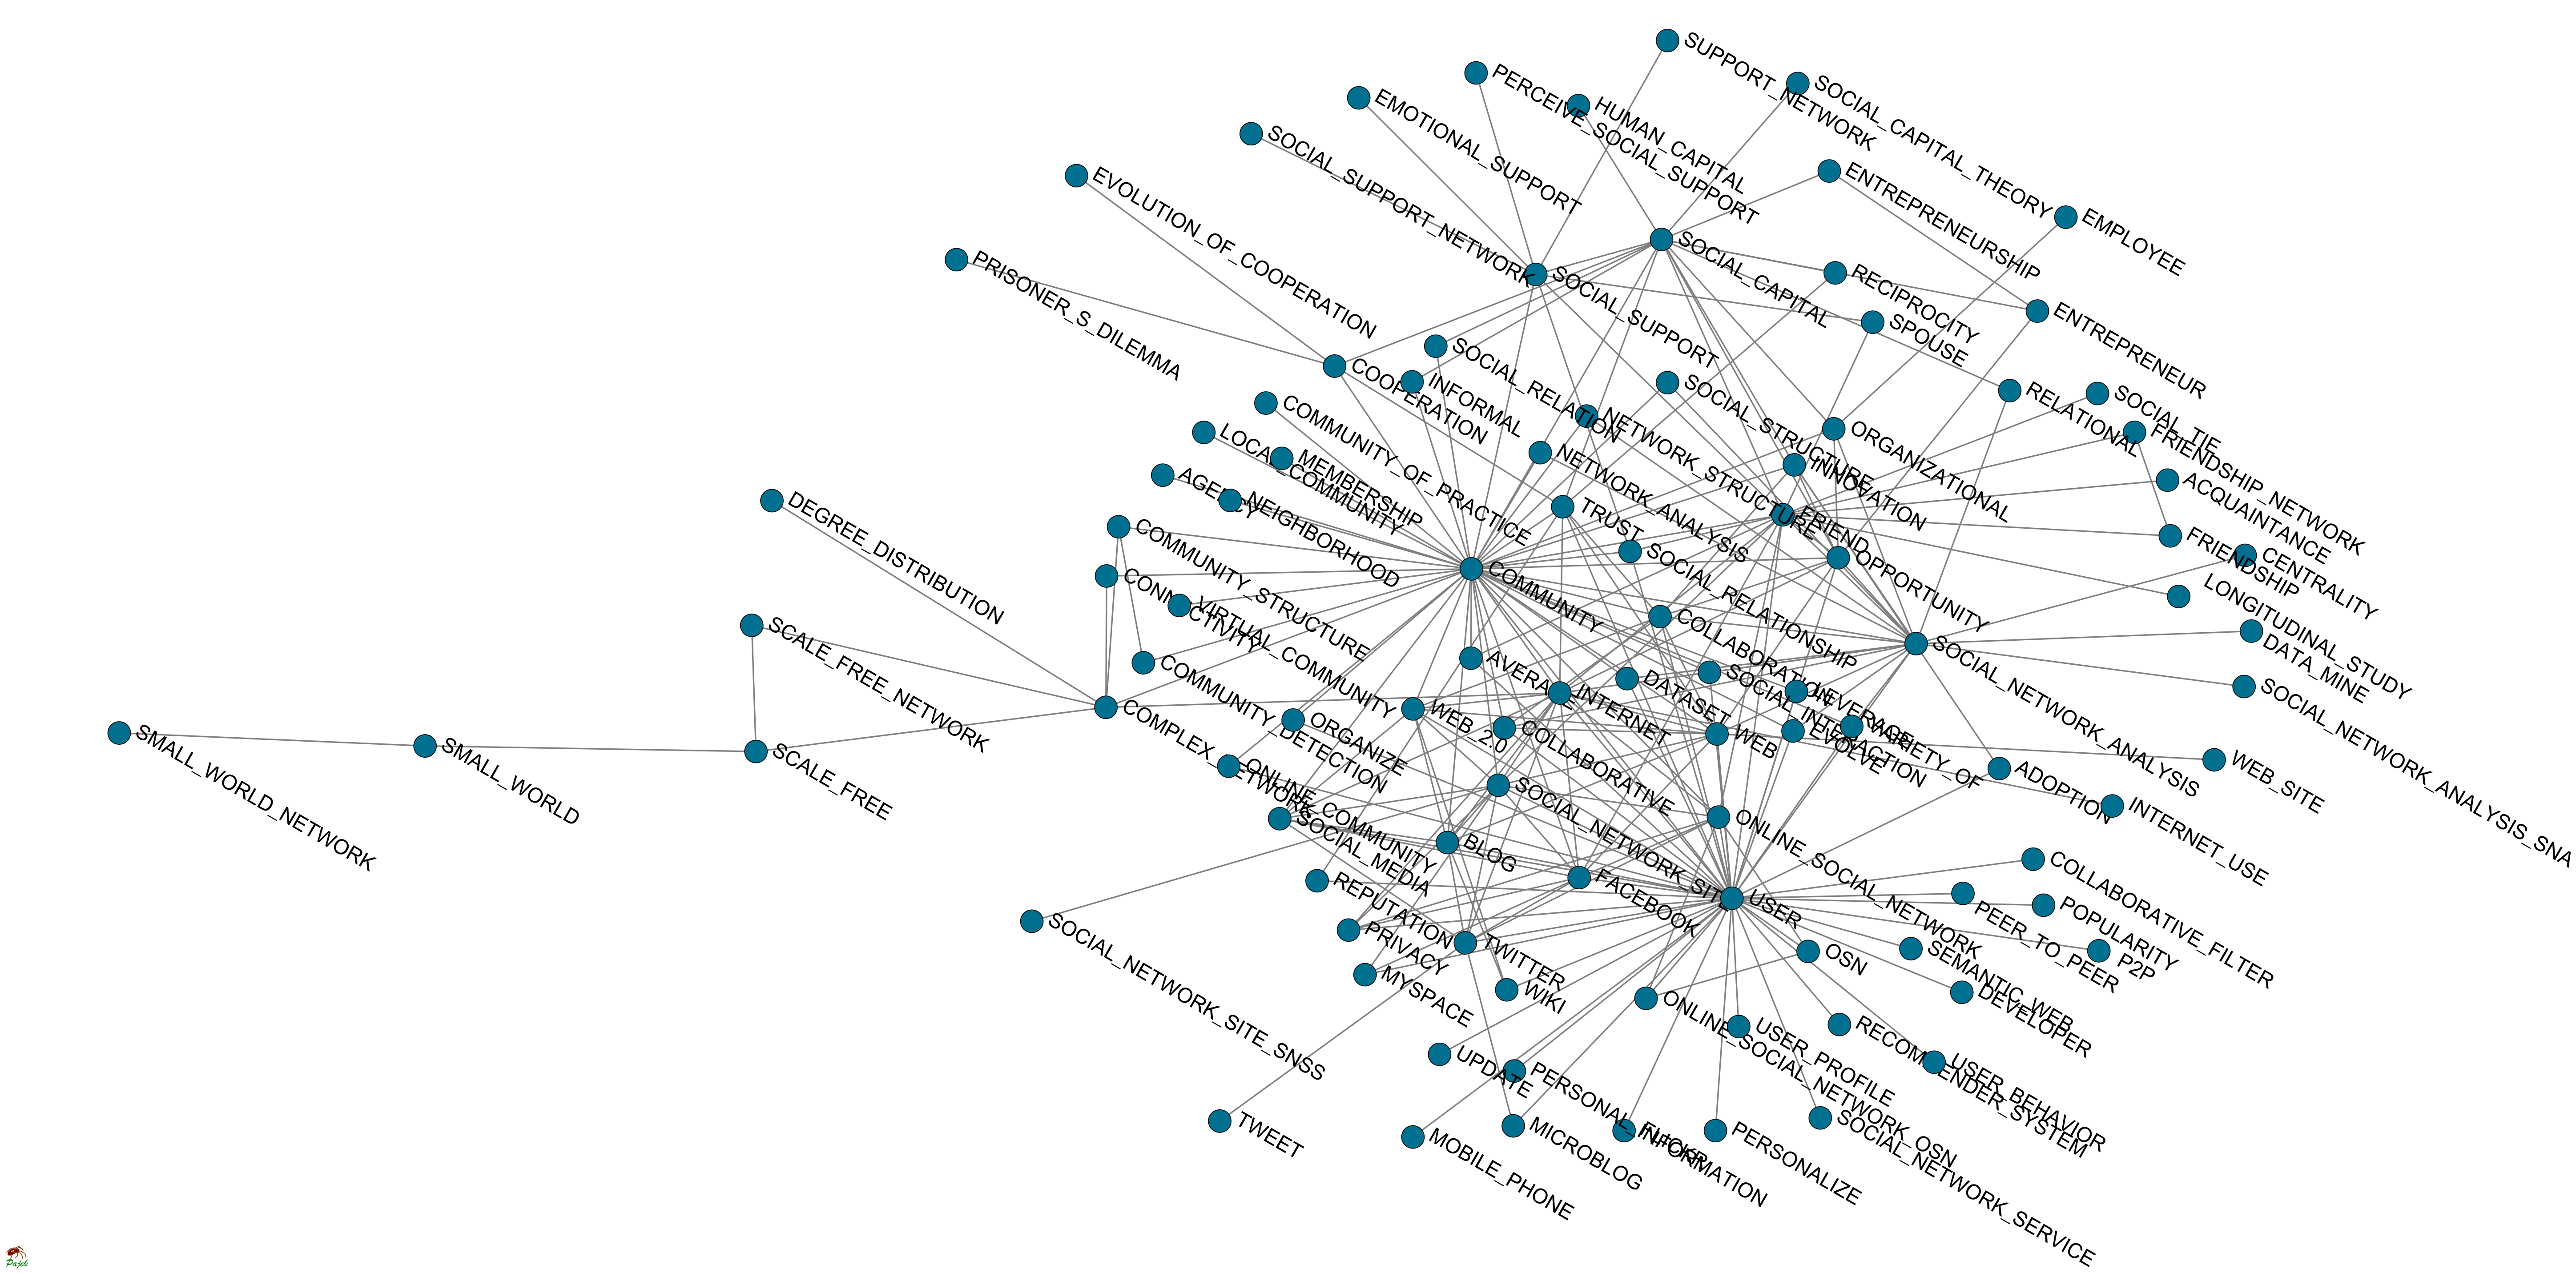 SUPPORT_NETWORK
PERCEIVE_SOCIAL_SUPPORT
SOCIAL_CAPITAL_THEORY
EMOTIONAL_SUPPORT
HUMAN_CAPITAL
SOCIAL_SUPPORT_NETWORK
ENTREPRENEURSHIP
EVOLUTION_OF_COOPERATION
EMPLOYEE
SOCIAL_CAPITAL
PRISONER_S_DILEMMA
RECIPROCITY
SOCIAL_SUPPORT
ENTREPRENEUR
SPOUSE
SOCIAL_RELATION
COOPERATION
INFORMAL
SOCIAL_STRUCTURE
RELATIONAL
SOCIAL_TIE
COMMUNITY_OF_PRACTICE
NETWORK_STRUCTURE
ORGANIZATIONAL
LOCAL_COMMUNITY
FRIENDSHIP_NETWORK
NETWORK_ANALYSIS
MEMBERSHIP
INNOVATION
AGENCY
ACQUAINTANCE
NEIGHBORHOOD
DEGREE_DISTRIBUTION
TRUST
FRIEND
COMMUNITY_STRUCTURE
FRIENDSHIP
SOCIAL_RELATIONSHIP
CENTRALITY
OPPORTUNITY
COMMUNITY
CONNECTIVITY
LONGITUDINAL_STUDY
VIRTUAL_COMMUNITY
COLLABORATION
SCALE_FREE_NETWORK
DATA_MINE
SOCIAL_NETWORK_ANALYSIS
AVERAGE
COMMUNITY_DETECTION
SOCIAL_INTERACTION
DATASET
SOCIAL_NETWORK_ANALYSIS_SNA
LEVERAGE
INTERNET
COMPLEX_NETWORK
WEB_2.0
ORGANIZE
VARIETY_OF
COLLABORATIVE
EVOLVE
SMALL_WORLD_NETWORK
WEB
SMALL_WORLD
SCALE_FREE
WEB_SITE
ONLINE_COMMUNITY
ADOPTION
SOCIAL_NETWORK_SITE
INTERNET_USE
ONLINE_SOCIAL_NETWORK
SOCIAL_MEDIA
BLOG
COLLABORATIVE_FILTER
FACEBOOK
REPUTATION
PEER_TO_PEER
USER
POPULARITY
SOCIAL_NETWORK_SITE_SNSS
PRIVACY
TWITTER
SEMANTIC_WEB
P2P
OSN
MYSPACE
WIKI
DEVELOPER
ONLINE_SOCIAL_NETWORK_OSN
RECOMMENDER_SYSTEM
USER_PROFILE
UPDATE
USER_BEHAVIOR
PERSONAL_INFORMATION
SOCIAL_NETWORK_SERVICE
TWEET
MICROBLOG
FLICKR
PERSONALIZE
MOBILE_PHONE
Pajek